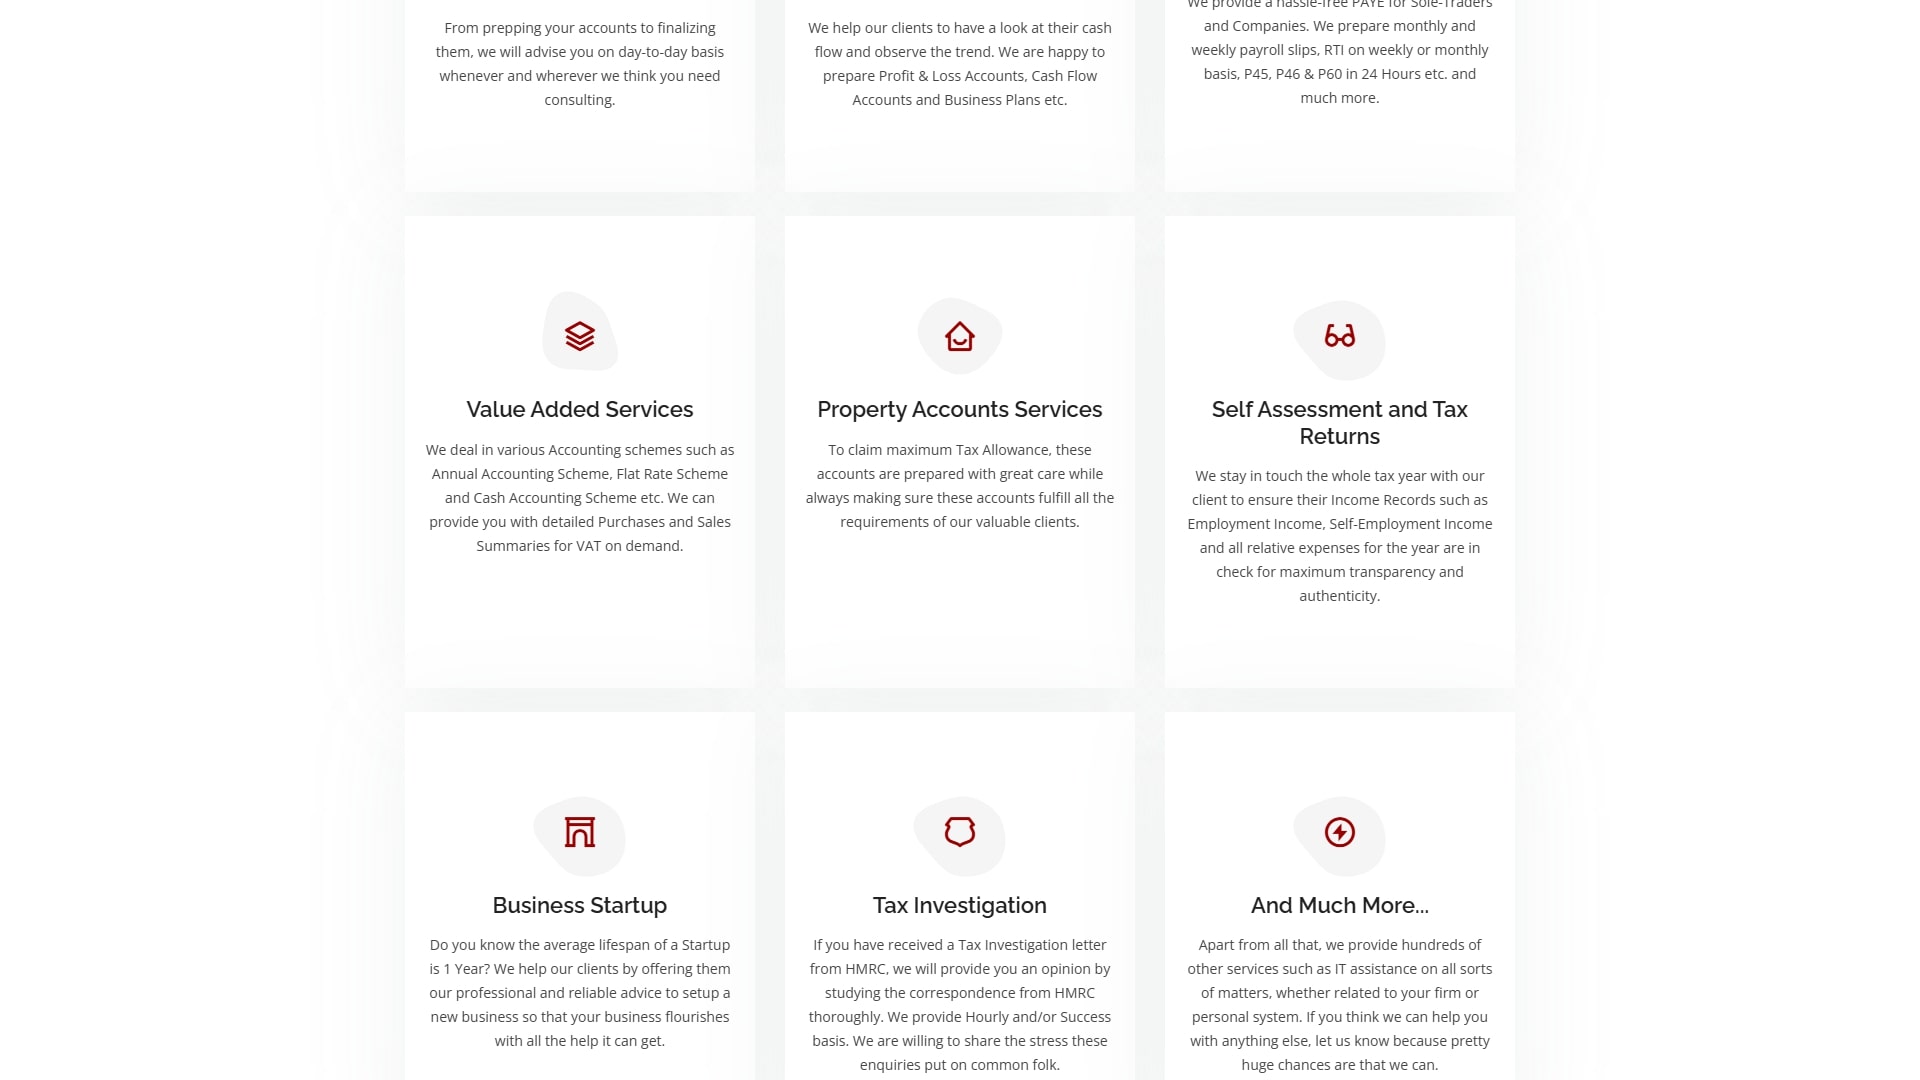 From prepping your accounts to finalizing
them, we will advise you on day-to-day basis
whenever and wherever we think you need
consulting.
We help our clients to have a look at their cash
flow and observe the trend. We are happy to
prepare Profit & Loss Accounts, Cash Flow
Accounts and Business Plans etc.
We provide a hassle-free PAYE for Sole-Traders
and Companies. We prepare monthly and
weekly payroll slips, RTI on weekly or monthly
basis, P45, P46 & P60 in 24 Hours etc. and
much more.
Value Added Services
We deal in various Accounting schemes such as
Annual Accounting Scheme, Flat Rate Scheme
and Cash Accounting Scheme etc. We can
provide you with detailed Purchases and Sales
Summaries for VAT on demand.
Property Accounts Services
To claim maximum Tax Allowance, these
accounts are prepared with great care while
always making sure these accounts fulfill all the
requirements of our valuable clients.
Self Assessment and Tax
Returns
We stay in touch the whole tax year with our
client to ensure their Income Records such as
Employment Income, Self-Employment Income
and all relative expenses for the year are in
check for maximum transparency and
authenticity.
Business Startup
Do you know the average lifespan of a Startup
is 1 Year? We help our clients by offering them
our professional and reliable advice to setup a
new business so that your business flourishes
with all the help it can get.
Tax Investigation
If you have received a Tax Investigation letter
from HMRC, we will provide you an opinion by
studying the correspondence from HMRC
thoroughly. We provide Hourly and/or Success
basis. We are willing to share the stress these
enquiries put on common folk.
And Much More...
Apart from all that, we provide hundreds of
other services such as IT assistance on all sorts
of matters, whether related to your firm or
personal system. If you think we can help you
with anything else, let us know because pretty
huge chances are that we can.